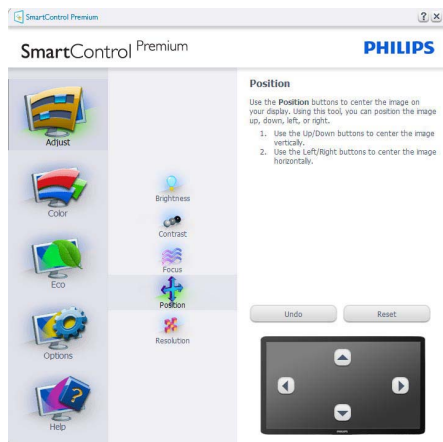 SmartControl Premium
? X
SmartControl Premium
PHILIPS
Adjust
Color
Eco
Options
Help
Brightness
Contrast
Focus
Position
Resolution
Position
Use the Position buttons to center the image on
your display. Using this tool, you can position the image
up, down, left, or right.
1. Use the Up/Down buttons to center the image
vertically.
2. Use the Left/Right buttons to center the image
horizontally.
Undo
Reset
PHILIPS